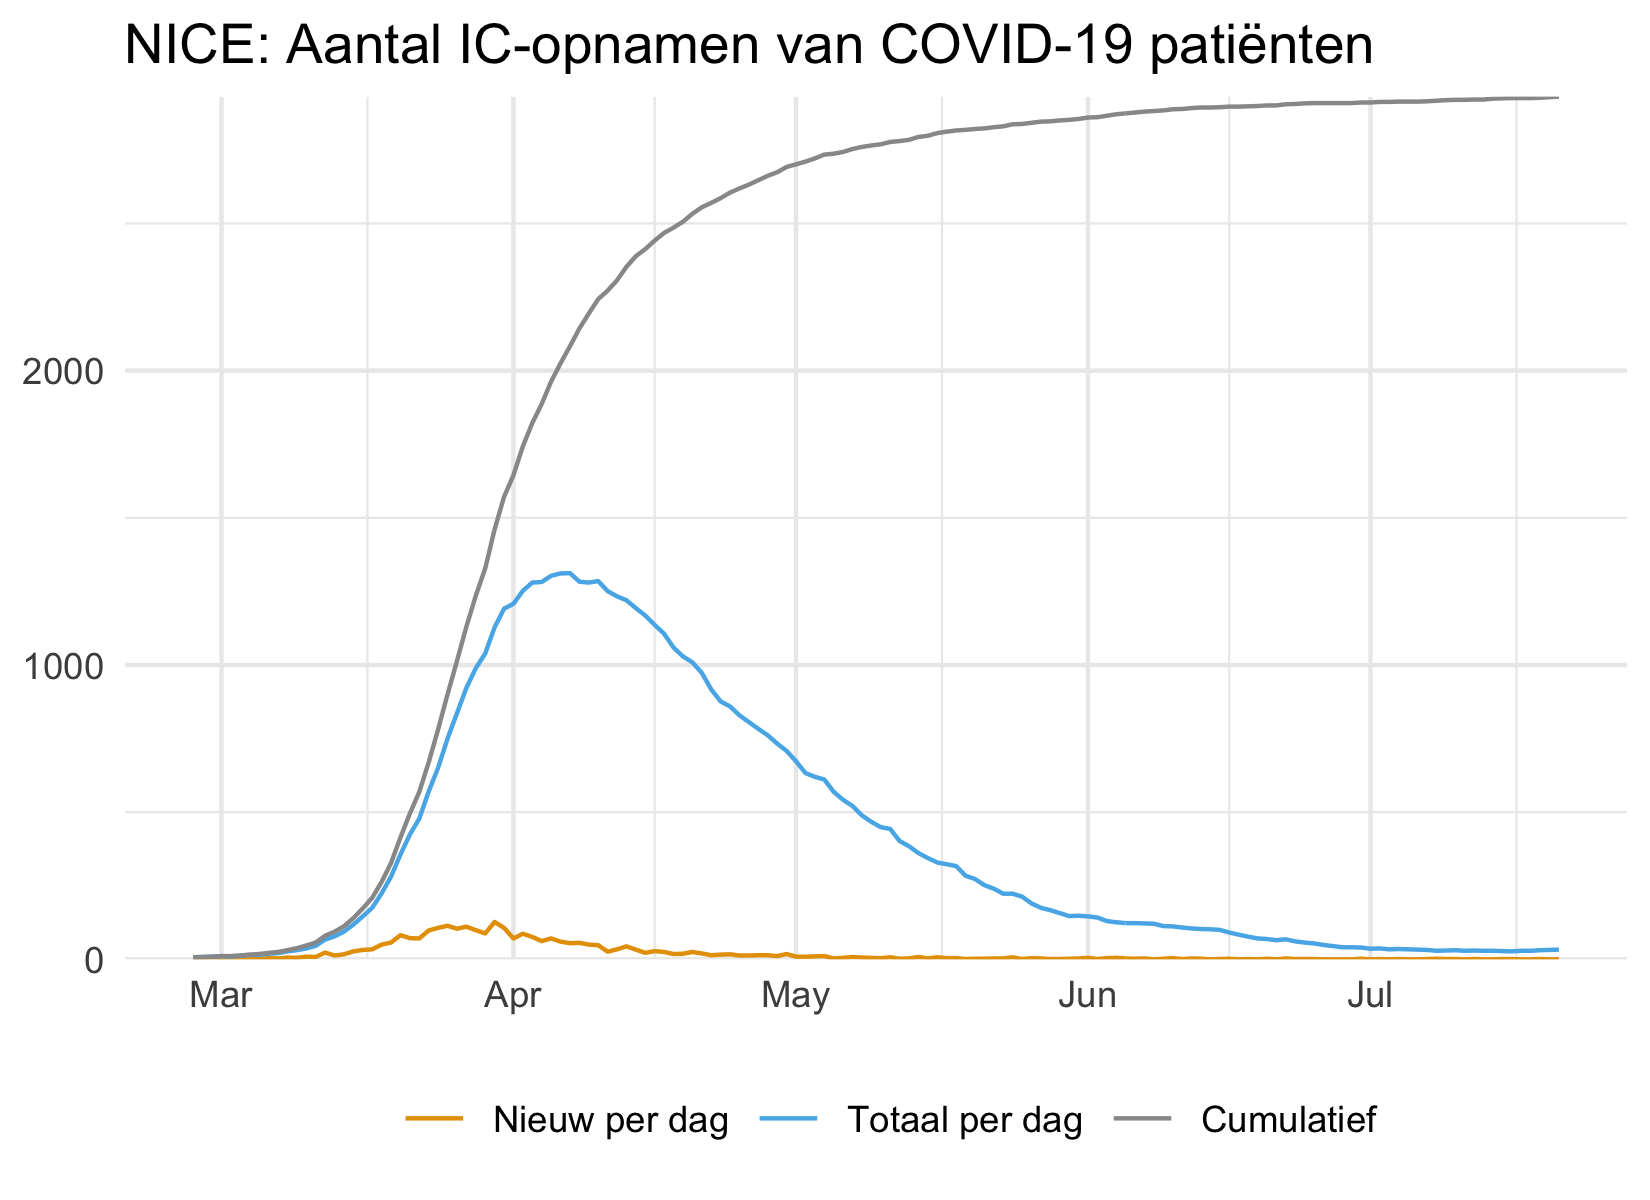 NICE: Aantal IC-opnamen van COVID-19 patiënten
2000
1000
0
Mar Apr May Jun Jul
Nieuw per dag Totaal per dag Cumulatief